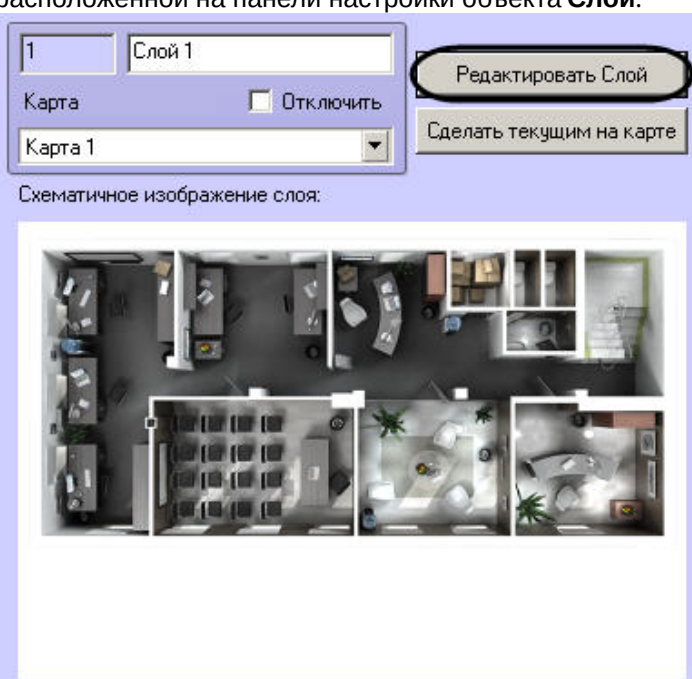 расположенной на панели настройки объекта Слой.
1 Слой 1
Редактировать Слой
Карта Отключить
Сделать текущим на карте
Карта 1
Схематичное изображение слоя: